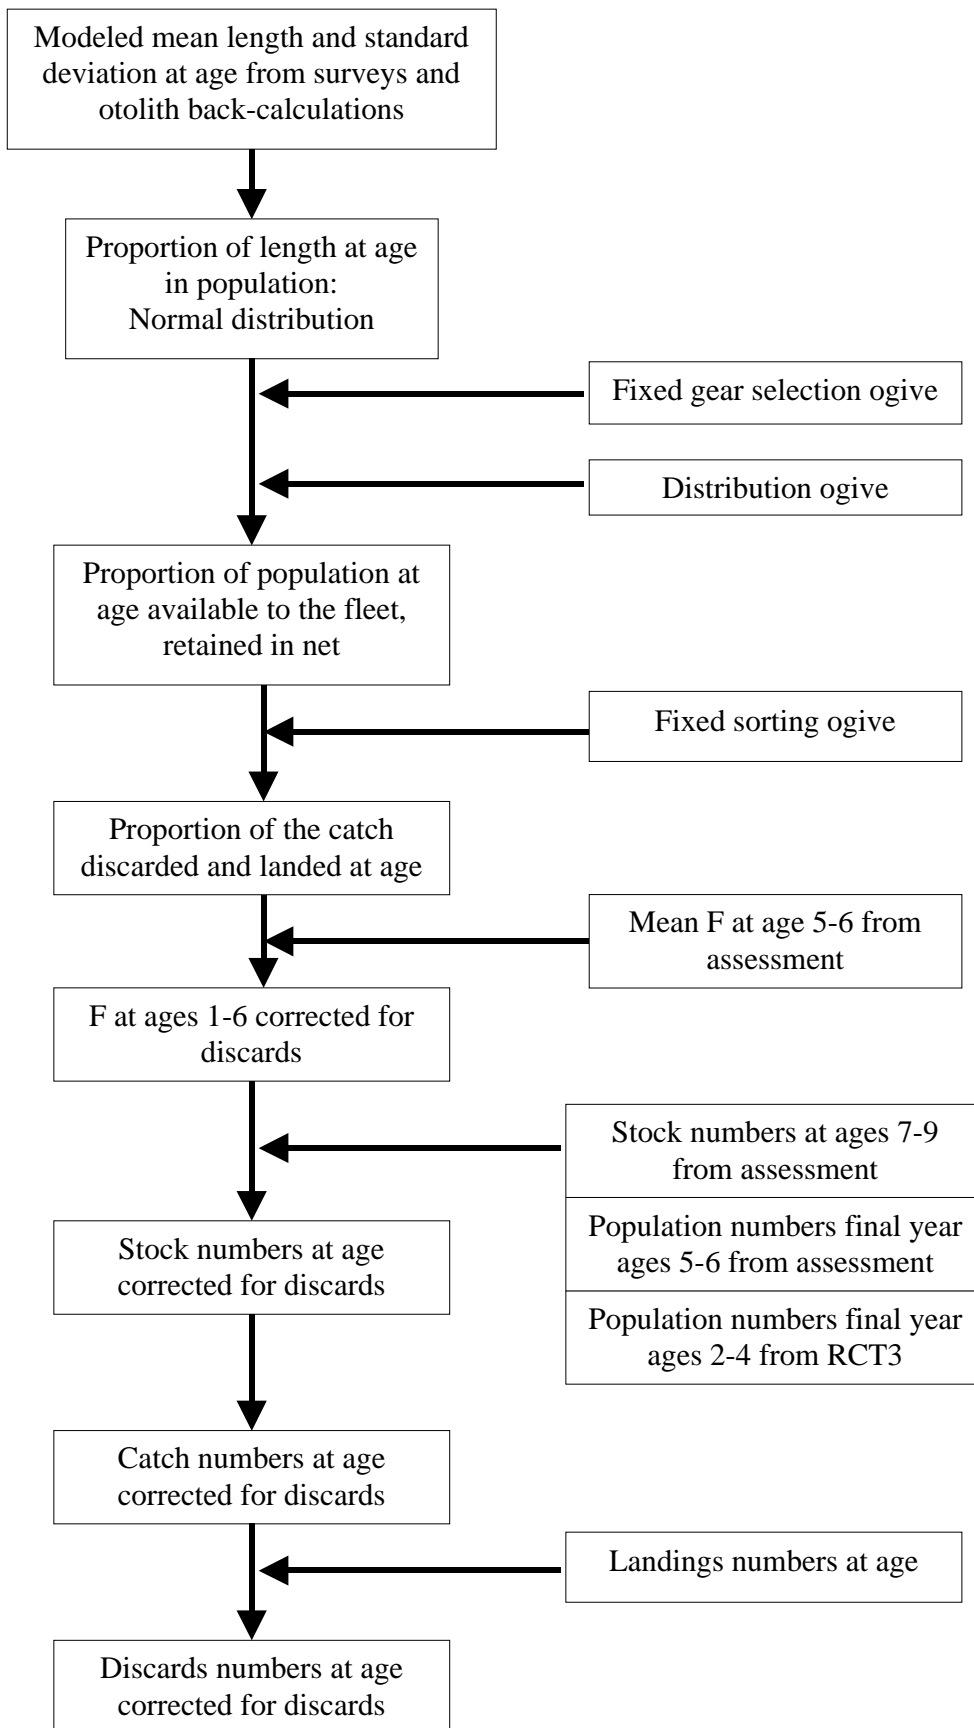 Modeled mean length and standard
deviation at age from surveys and
otolith back-calculations
Proportion of length at age
in population:
Normal distribution
Fixed gear selection ogive
Distribution ogive
Proportion of population at
age available to the fleet,
retained in net
Fixed sorting ogive
Proportion of the catch
discarded and landed at age
Mean F at age 5-6 from
assessment
F at ages 1-6 corrected for
discards
Stock numbers at ages 7-9
from assessment
Population numbers final year
ages 5-6 from assessment
Population numbers final year
ages 2-4 from RCT3
Stock numbers at age
corrected for discards
Catch numbers at age
corrected for discards
Landings numbers at age
Discards numbers at age
corrected for discards